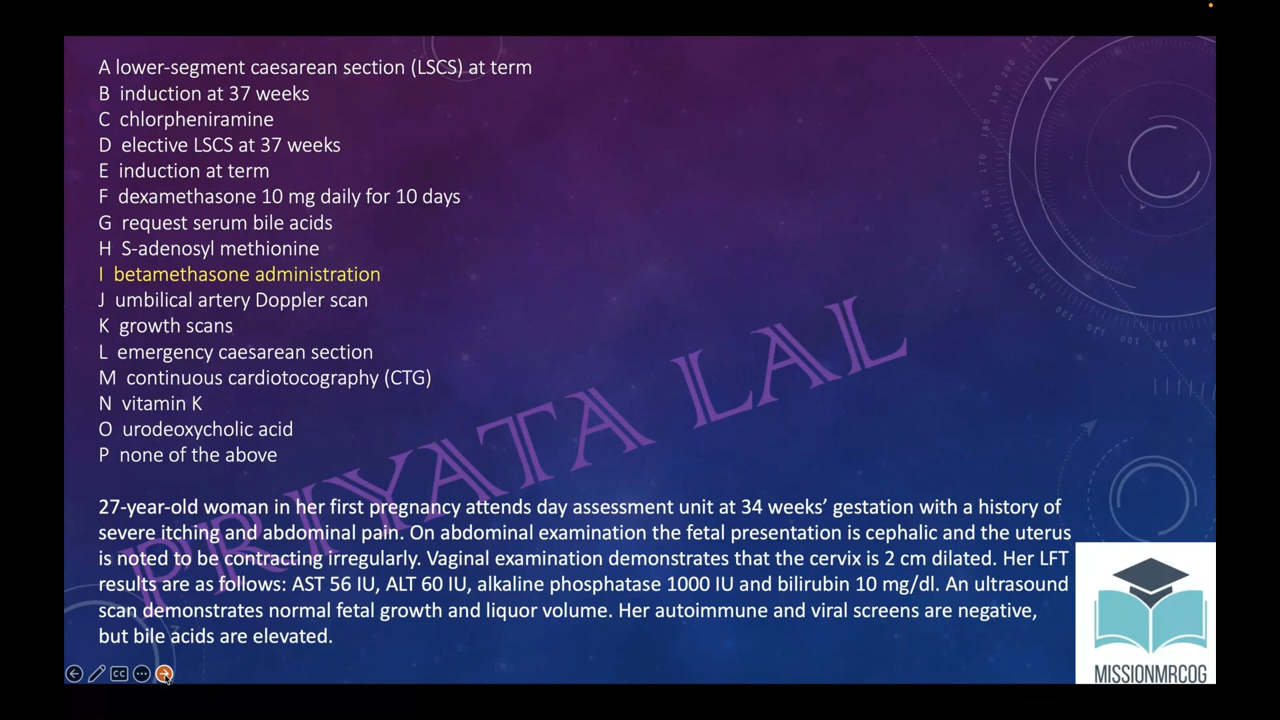 A lower-segment caesarean section (LSCS) at term
B induction at 37 weeks
C chlorpheniramine
D elective LSCS at 37 weeks
E induction at term
F dexamethasone 10 mg daily for 10 days
G request serum bile acids
H S-adenosyl methionine
I betamethasone administration
J umbilical artery Doppler scan
K growth scans
L emergency caesarean section
M continuous cardiotocography (CTG)
N vitamin K
O urodeoxycholic acid
P none of the above
PRIYATA LAL
27-year-old woman in her first pregnancy attends day assessment unit at 34 weeks' gestation with a history of
severe itching and abdominal pain. On abdominal examination the fetal presentation is cephalic and the uterus
is noted to be contracting irregularly. Vaginal examination demonstrates that the cervix is 2 cm dilated. Her LFT
results are as follows: AST 56 IU, ALT 60 IU, alkaline phosphatase 1000 IU and bilirubin 10 mg/dl. An ultrasound
scan demonstrates normal fetal growth and liquor volume. Her autoimmune and viral screens are negative,
but bile acids are elevated.
CC
MISSIONMRCOG